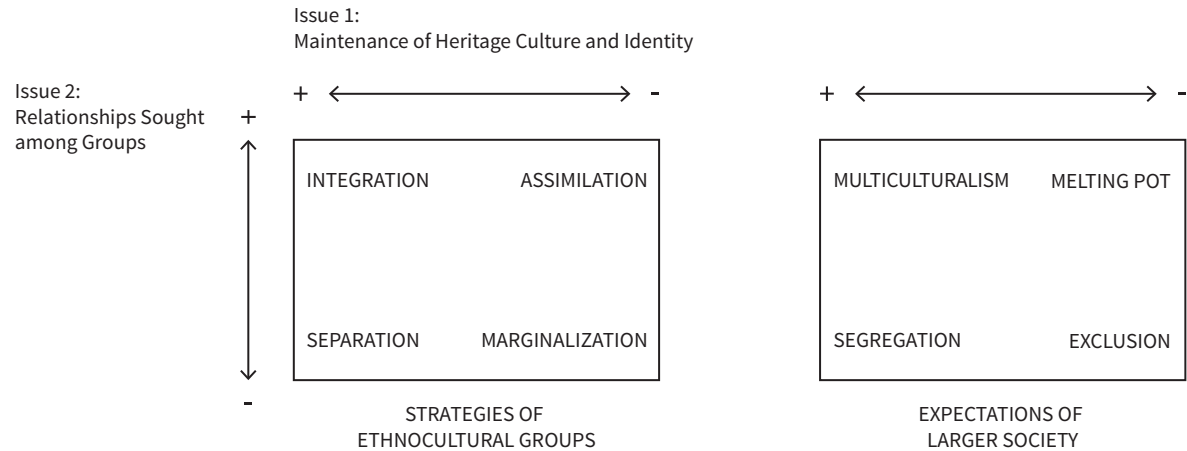 Issue 1:
Maintenance of Heritage Culture and Identity
Issue 2:
Relationships Sought
among Groups
+
-
+
-
+
-
INTEGRATION
ASSIMILATION
SEPARATION
MARGINALIZATION
MULTICULTURALISM
MELTING POT
SEGREGATION
EXCLUSION
STRATEGIES OF
ETHNOCULTURAL GROUPS
EXPECTATIONS OF
LARGER SOCIETY